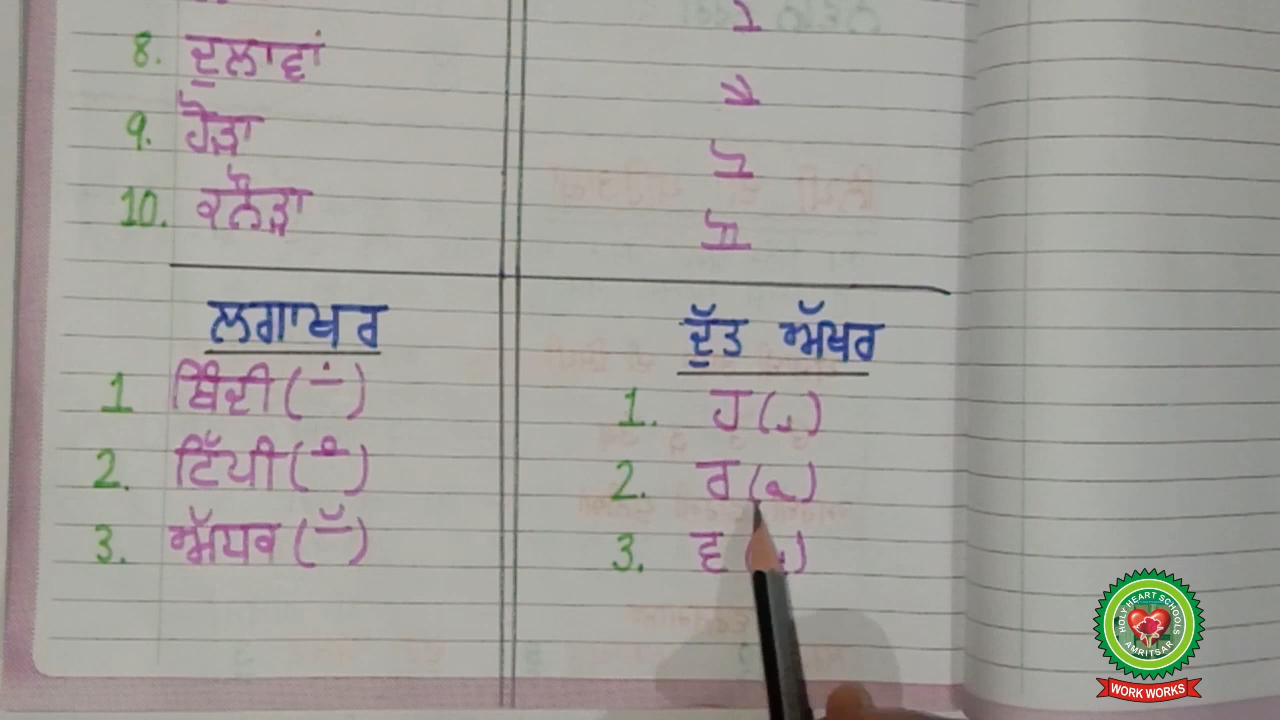 8. ਦੁਲਾਵਾਂ ੇ
9. ਹੋੜਾ ੋ
10. ਕਨੌੜਾ ੌ
ਲਗਾਖਰ
1 ਬਿੰਦੀ (ਂ)
2. ਟਿੱਪੀ (ੰ)
3. ਅੱਧਕ (ੱ)
ਦੁੱਤ ਅੱਖਰ
1. ਹ (੍ਹ)
2. ਰ (੍ਰ)
3. ਵ
HOLY HEART SCHOOLS
AMRITSAR
WORK WORKS